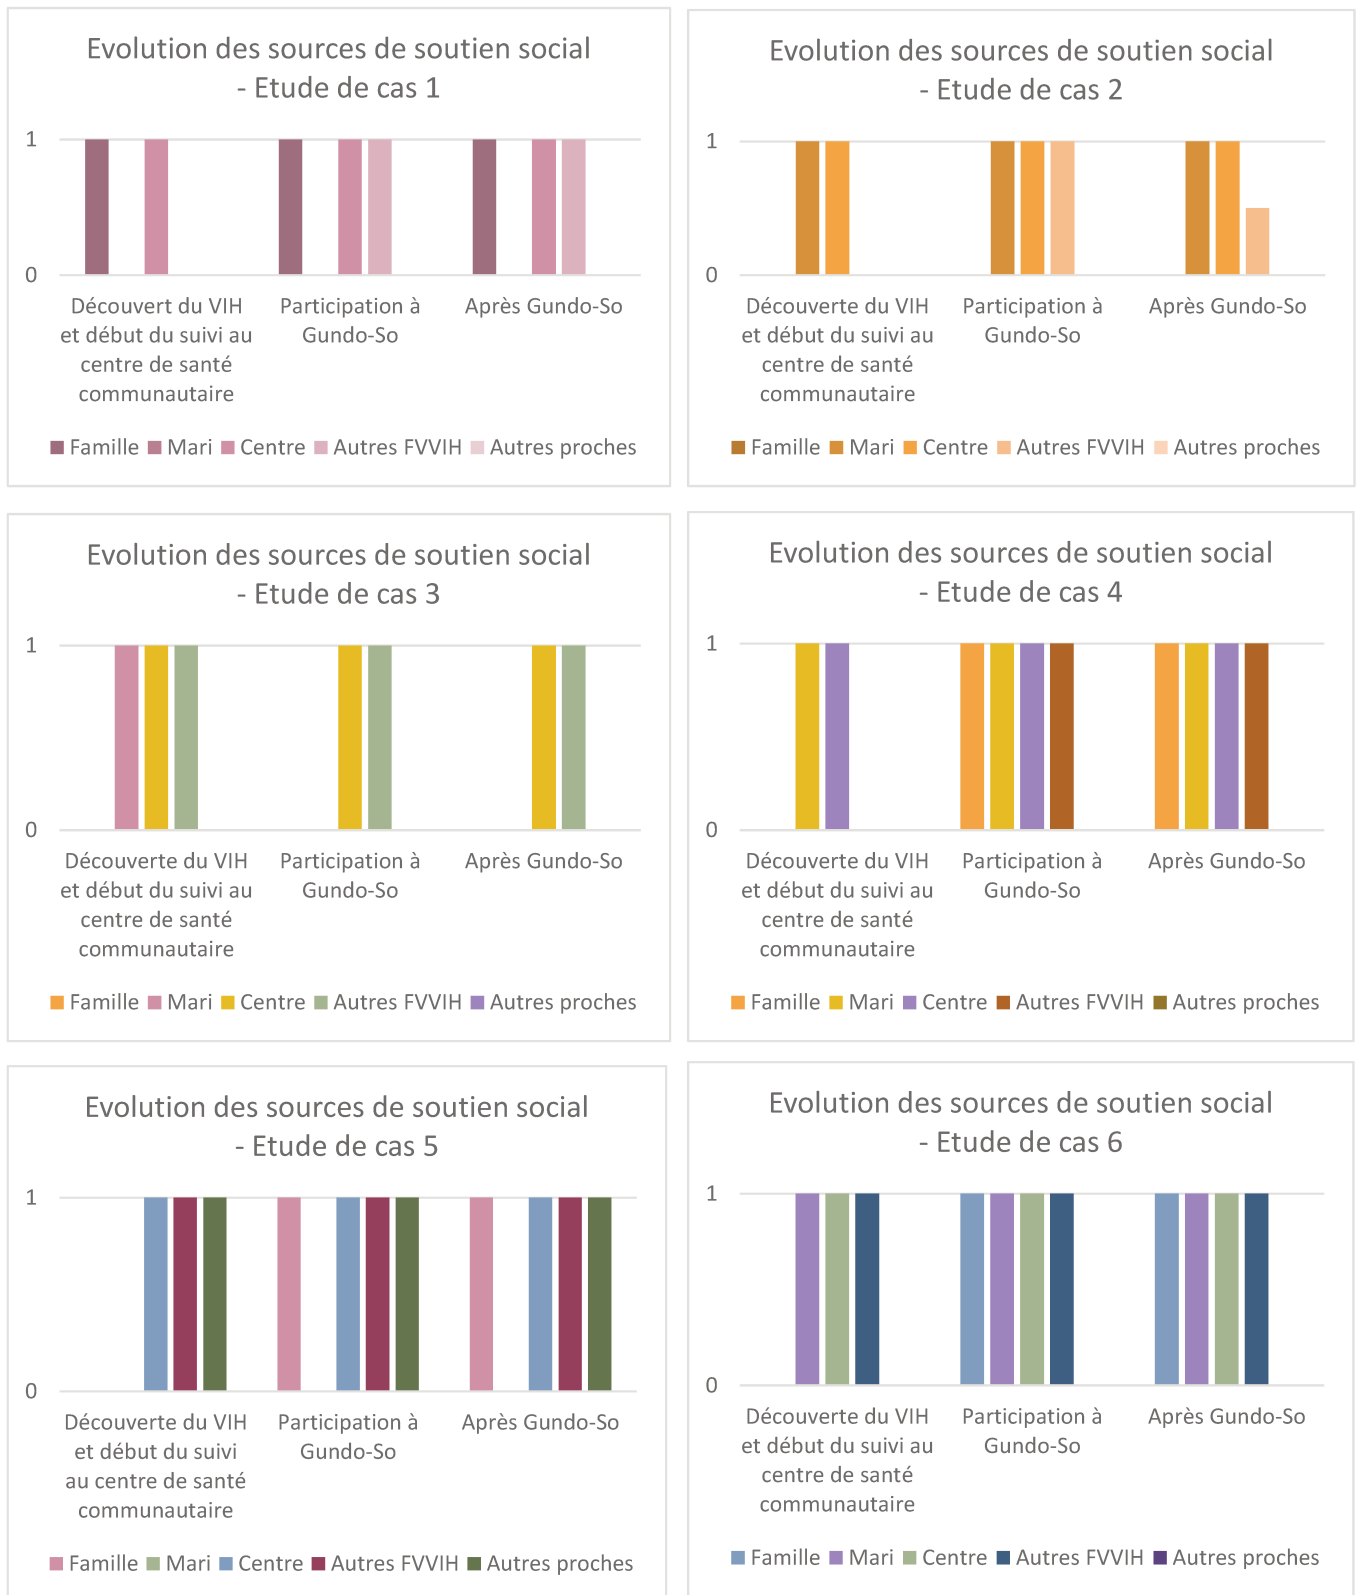 Evolution des sources de soutien social
- Etude de cas 1
1
0
Découvert du VIH
et début du suivi au
centre de santé
communautaire
Participation à
Gundo-So
Après Gundo-So
Famille Mari Centre Autres FVVIH Autres proches
Evolution des sources de soutien social
- Etude de cas 2
1
0
Découverte du VIH
et début du suivi au
centre de santé
communautaire
Participation à
Gundo-So
Après Gundo-So
Famille Mari Centre Autres FVVIH Autres proches
Evolution des sources de soutien social
- Etude de cas 3
1
0
Découverte du VIH
et début du suivi au
centre de santé
communautaire
Participation à
Gundo-So
Après Gundo-So
Famille Mari Centre Autres FVVIH Autres proches
Evolution des sources de soutien social
- Etude de cas 4
1
0
Découverte du VIH
et début du suivi au
centre de santé
communautaire
Participation à
Gundo-So
Après Gundo-So
Famille Mari Centre Autres FVVIH Autres proches
Evolution des sources de soutien social
- Etude de cas 5
1
0
Découverte du VIH
et début du suivi
au centre de santé
communautaire
Participation à
Gundo-So
Après Gundo-So
Famille Mari Centre Autres FVVIH Autres proches
Evolution des sources de soutien social
- Etude de cas 6
1
0
Découverte du VIH
et début du suivi au
centre de santé
communautaire
Participation à
Gundo-So
Après Gundo-So
Famille Mari Centre Autres FVVIH Autres proches